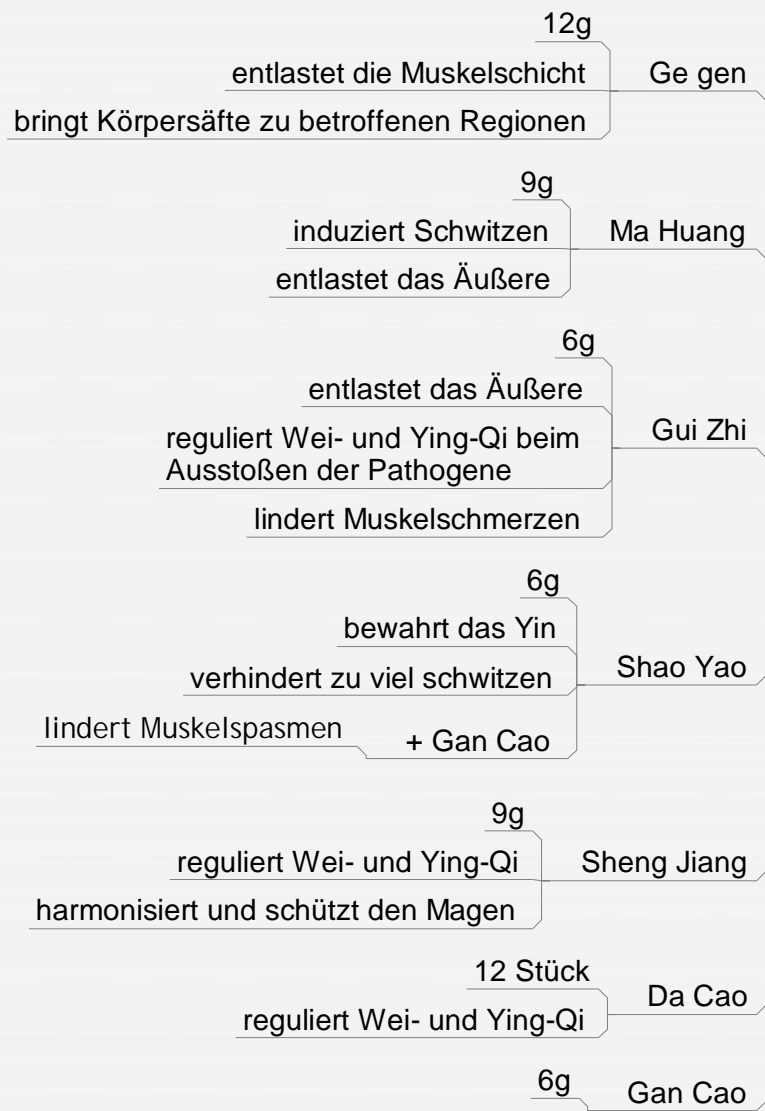 12g
entlastet die Muskelschicht
Ge gen
bringt Körpersäfte zu betroffenen Regionen
9g
induziert Schwitzen
Ma Huang
entlastet das Äußere
6g
entlastet das Äußere
reguliert Wei- und Ying-Qi beim
Ausstoßen der Pathogene
Gui Zhi
lindert Muskelschmerzen
6g
bewahrt das Yin
verhindert zu viel schwitzen
Shao Yao
lindert Muskelspasmen
+ Gan Cao
9g
reguliert Wei- und Ying-Qi
Sheng Jiang
harmonisiert und schützt den Magen
12 Stück
Da Cao
reguliert Wei- und Ying-Qi
6g
Gan Cao